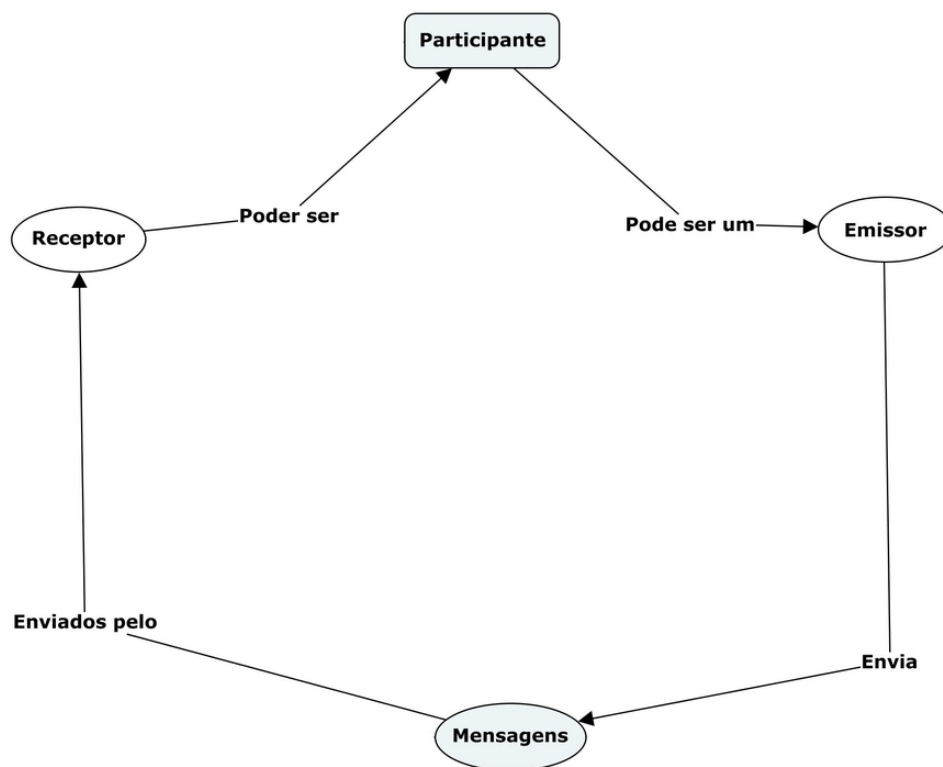 Participante
Poder ser
Pode ser um
Receptor
Emissor
Enviados pelo
Envia
Mensagens